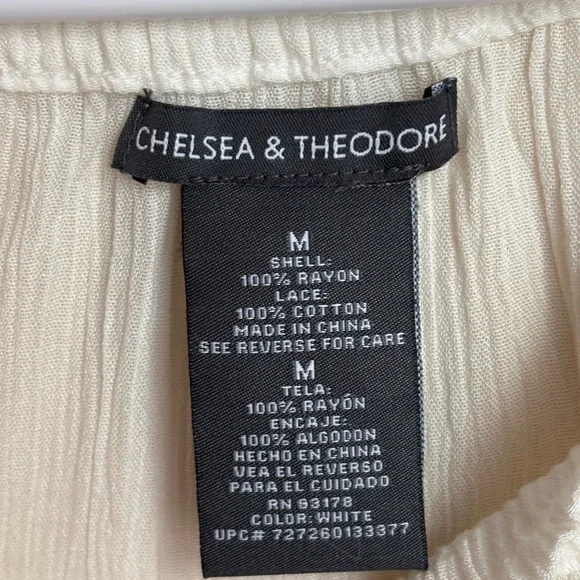 CHELSEA & THEODORE
M
SHELL:
100% RAYON
LACE:
100% COTTON
MADE IN CHINA
SEE REVERSE FOR CARE
M
TELA:
100% RAYÓN
ENCAJE:
100% ALGODON
HECHO EN CHINA
VEA EL REVERSO
PARA EL CUIDADO
RN 93178
COLOR: WHITE
UPC# 727260133377